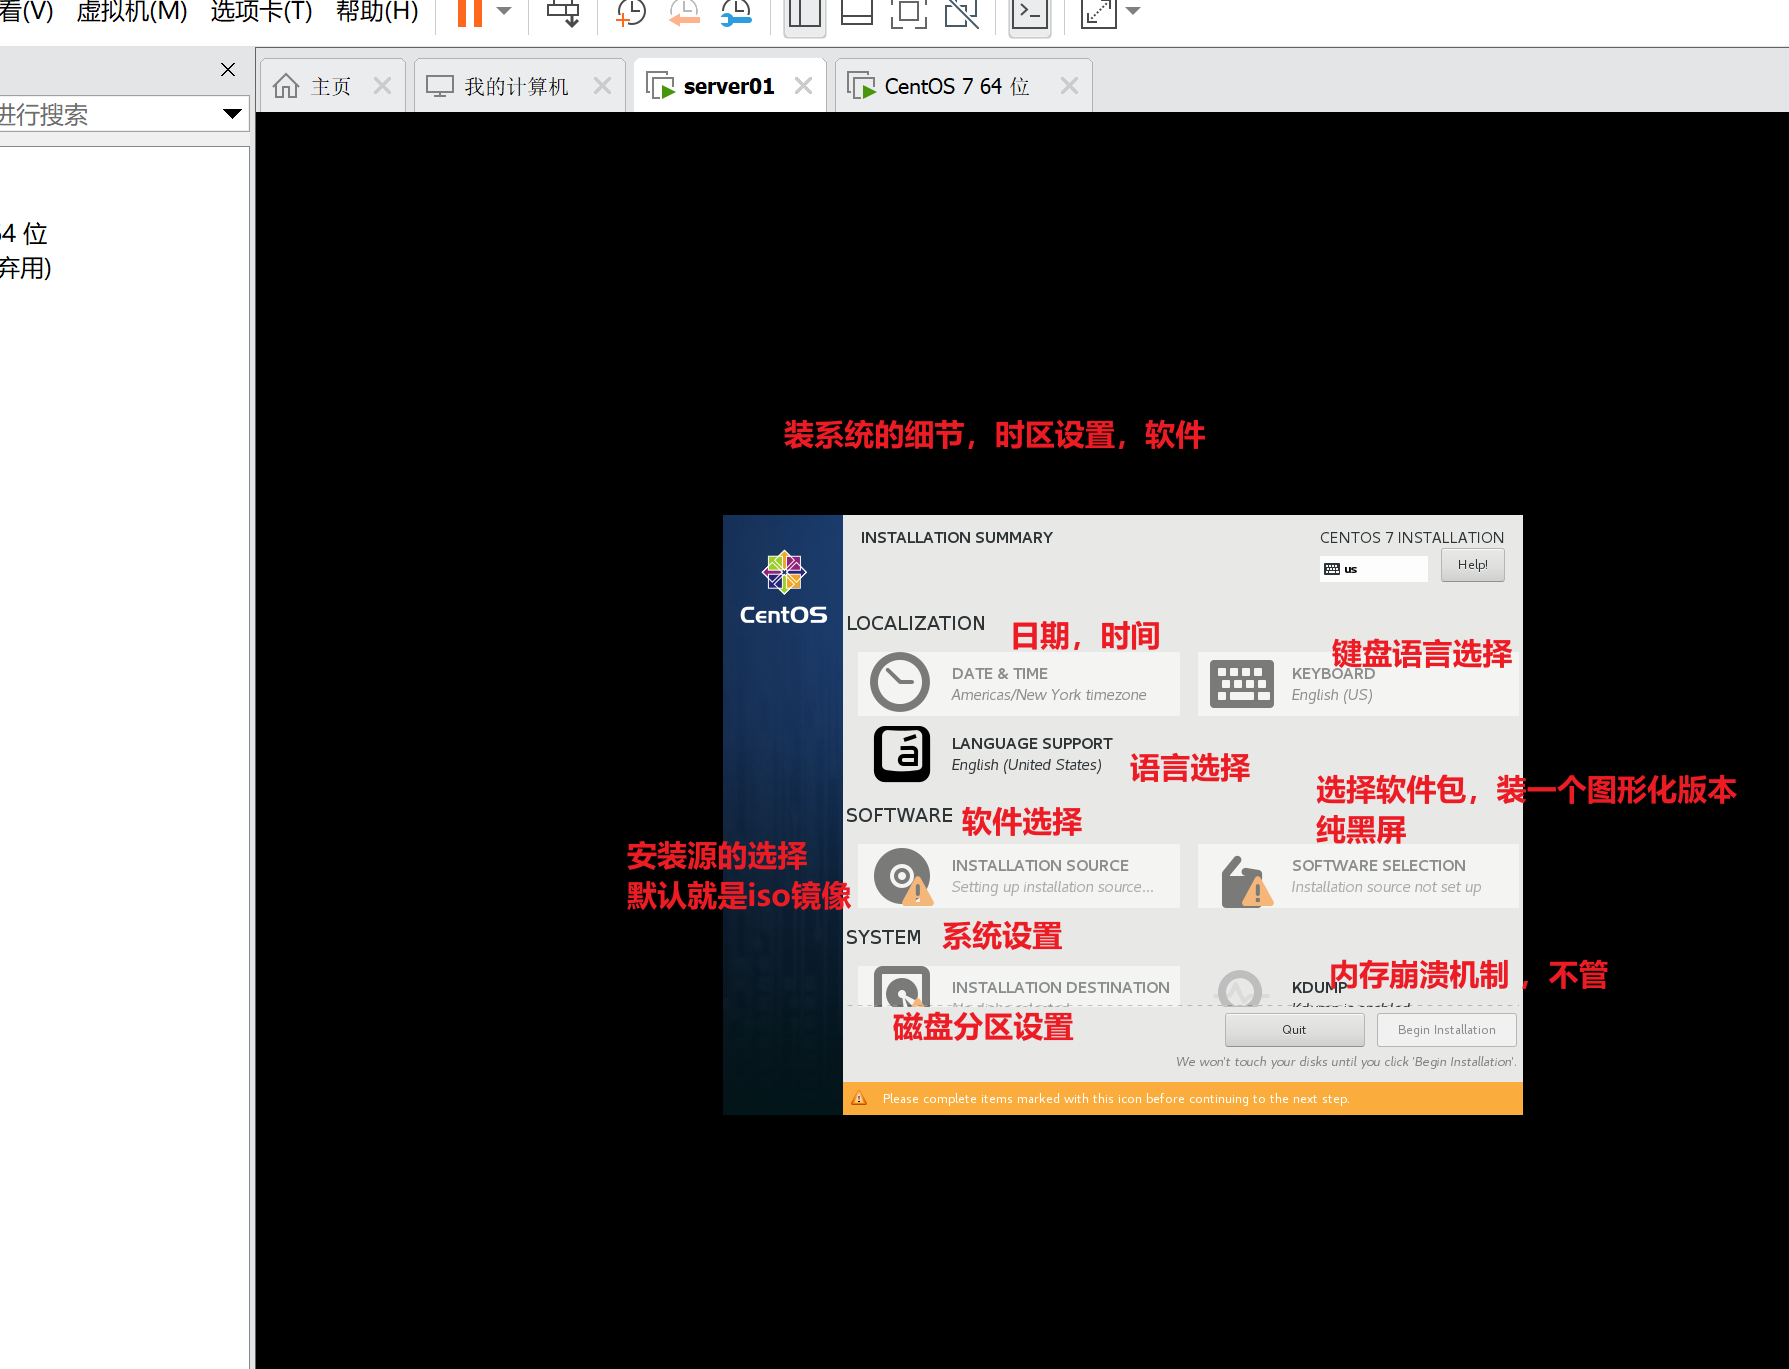 看(V) 虚拟机(M) 选项卡(T) 帮助(H)
进行搜索
主页
我的计算机
server01
CentOS 7 64 位
64 位
弃用)
装系统的细节，时区设置，软件
INSTALLATION SUMMARY
CENTOS 7 INSTALLATION
us
Help!
CentOS
LOCALIZATION
日期，时间
键盘语言选择
DATE & TIME
Americas/New York timezone
KEYBOARD
English (US)
LANGUAGE SUPPORT
English (United States)
语言选择
选择软件包，装一个图形化版本
纯黑屏
SOFTWARE
软件选择
安装源的选择
默认就是iso镜像
INSTALLATION SOURCE
Setting up installation source...
SOFTWARE SELECTION
Installation source not set up
SYSTEM
系统设置
内存崩溃机制 ，不管
INSTALLATION DESTINATION
KDUMP
磁盘分区设置
Quit
Begin Installation
We won't touch your disks until you click 'Begin Installation'.
Please complete items marked with this icon before continuing to the next step.